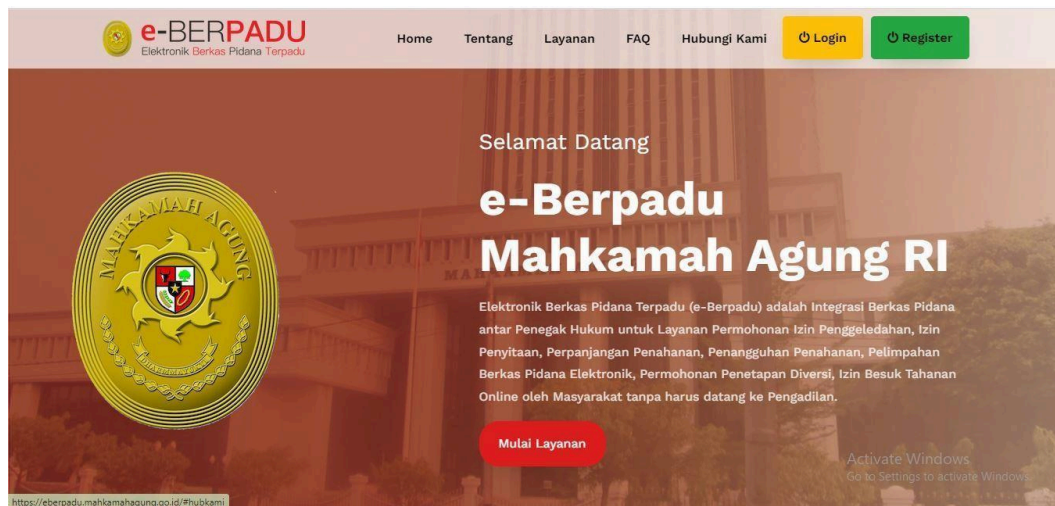 e-BERPADU
Elektronik Berkas Pidana Terpadu
Home Tentang Layanan FAQ Hubungi Kami Login Register
Selamat Datang
e-Berpadu
Mahkamah Agung RI
MAHKAMAH AGUNG
Elektronik Berkas Pidana Terpadu (e-Berpadu) adalah Integrasi Berkas Pidana
antar Penegak Hukum untuk Layanan Permohonan Izin Penggeledahan, Izin
Penyitaan, Perpanjangan Penahanan, Penangguhan Penahanan, Pelimpahan
Berkas Pidana Elektronik, Permohonan Penetapan Diversi, Izin Besuk Tahanan
Online oleh Masyarakat tanpa harus datang ke Pengadilan.
Mulai Layanan
Activate Windows
Go to Settings to activate Windows.
https://eberpadu.mahkamahagung.go.id/#hubkami